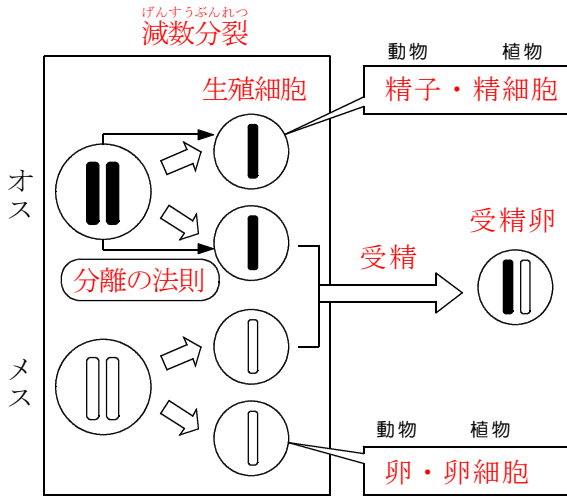 げんすうぶんれつ
減数分裂
動物 植物
生殖細胞
精子・精細胞
オス
受精卵
受精
分離の法則
メス
動物 植物
卵・卵細胞